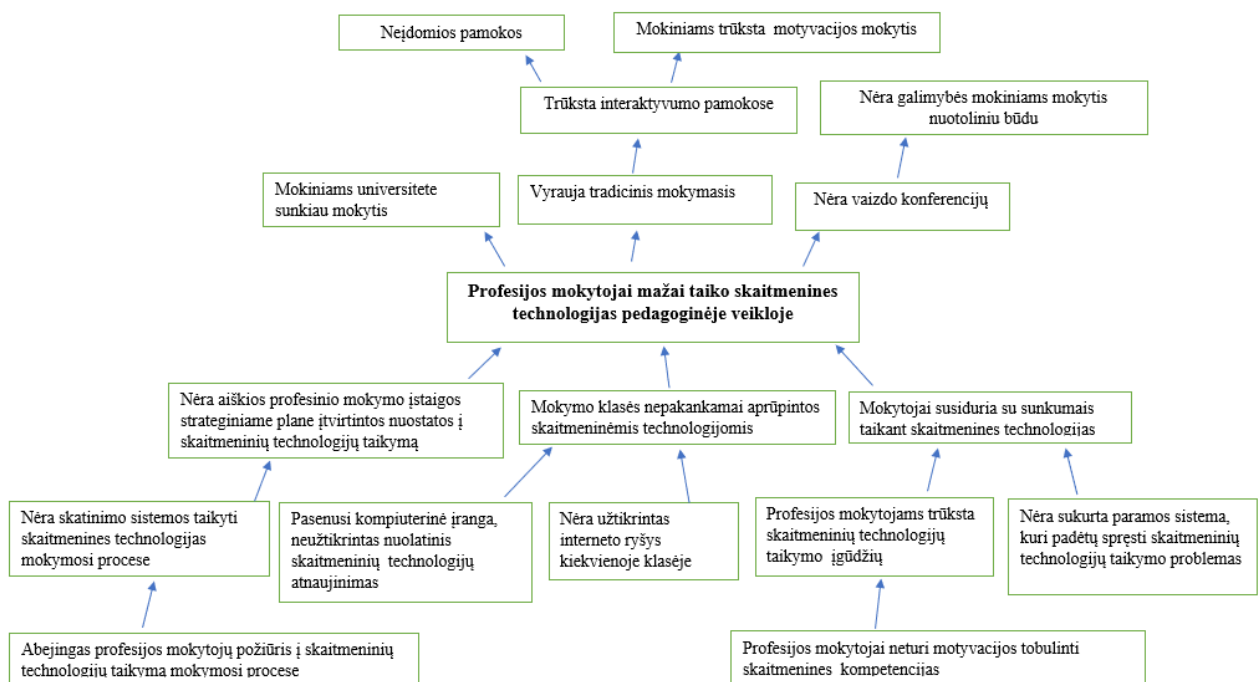 Neįdomios pamokos
Mokiniams trūksta motyvacijos mokytis
Trūksta interaktyvumo pamokose
Nėra galimybės mokiniams mokytis
nuotoliniu būdu
Mokiniams universitete
sunkiau mokytis
Vyrauja tradicinis mokymasis
Nėra vaizdo konferencijų
Profesijos mokytojai mažai taiko skaitmenines
technologijas pedagoginėje veikloje
Nėra aiškios profesinio mokymo įstaigos
strateginiame plane įtvirtintos nuostatos į
skaitmeninių technologijų taikymą
Mokymo klasės nepakankamai aprūpintos
skaitmeninėmis technologijomis
Mokytojai susiduria su sunkumais
taikant skaitmenines technologijas
Nėra skatinimo sistemos taikyti
skaitmenines technologijas
mokymosi procese
Pasenusi kompiuterinė įranga,
neužtikrintas nuolatinis
skaitmeninių technologijų
atnaujinimas
Nėra užtikrintas
interneto ryšys
kiekvienoje klasėje
Profesijos mokytojams trūksta
skaitmeninių technologijų
taikymo įgūdžių
Nėra sukurta paramos sistema,
kuri padėtų spręsti skaitmeninių
technologijų taikymo problemas
Abejingas profesijos mokytojų požiūris į skaitmeninių
technologijų taikymą mokymosi procese
Profesijos mokytojai neturi motyvacijos tobulinti
skaitmenines kompetencijas